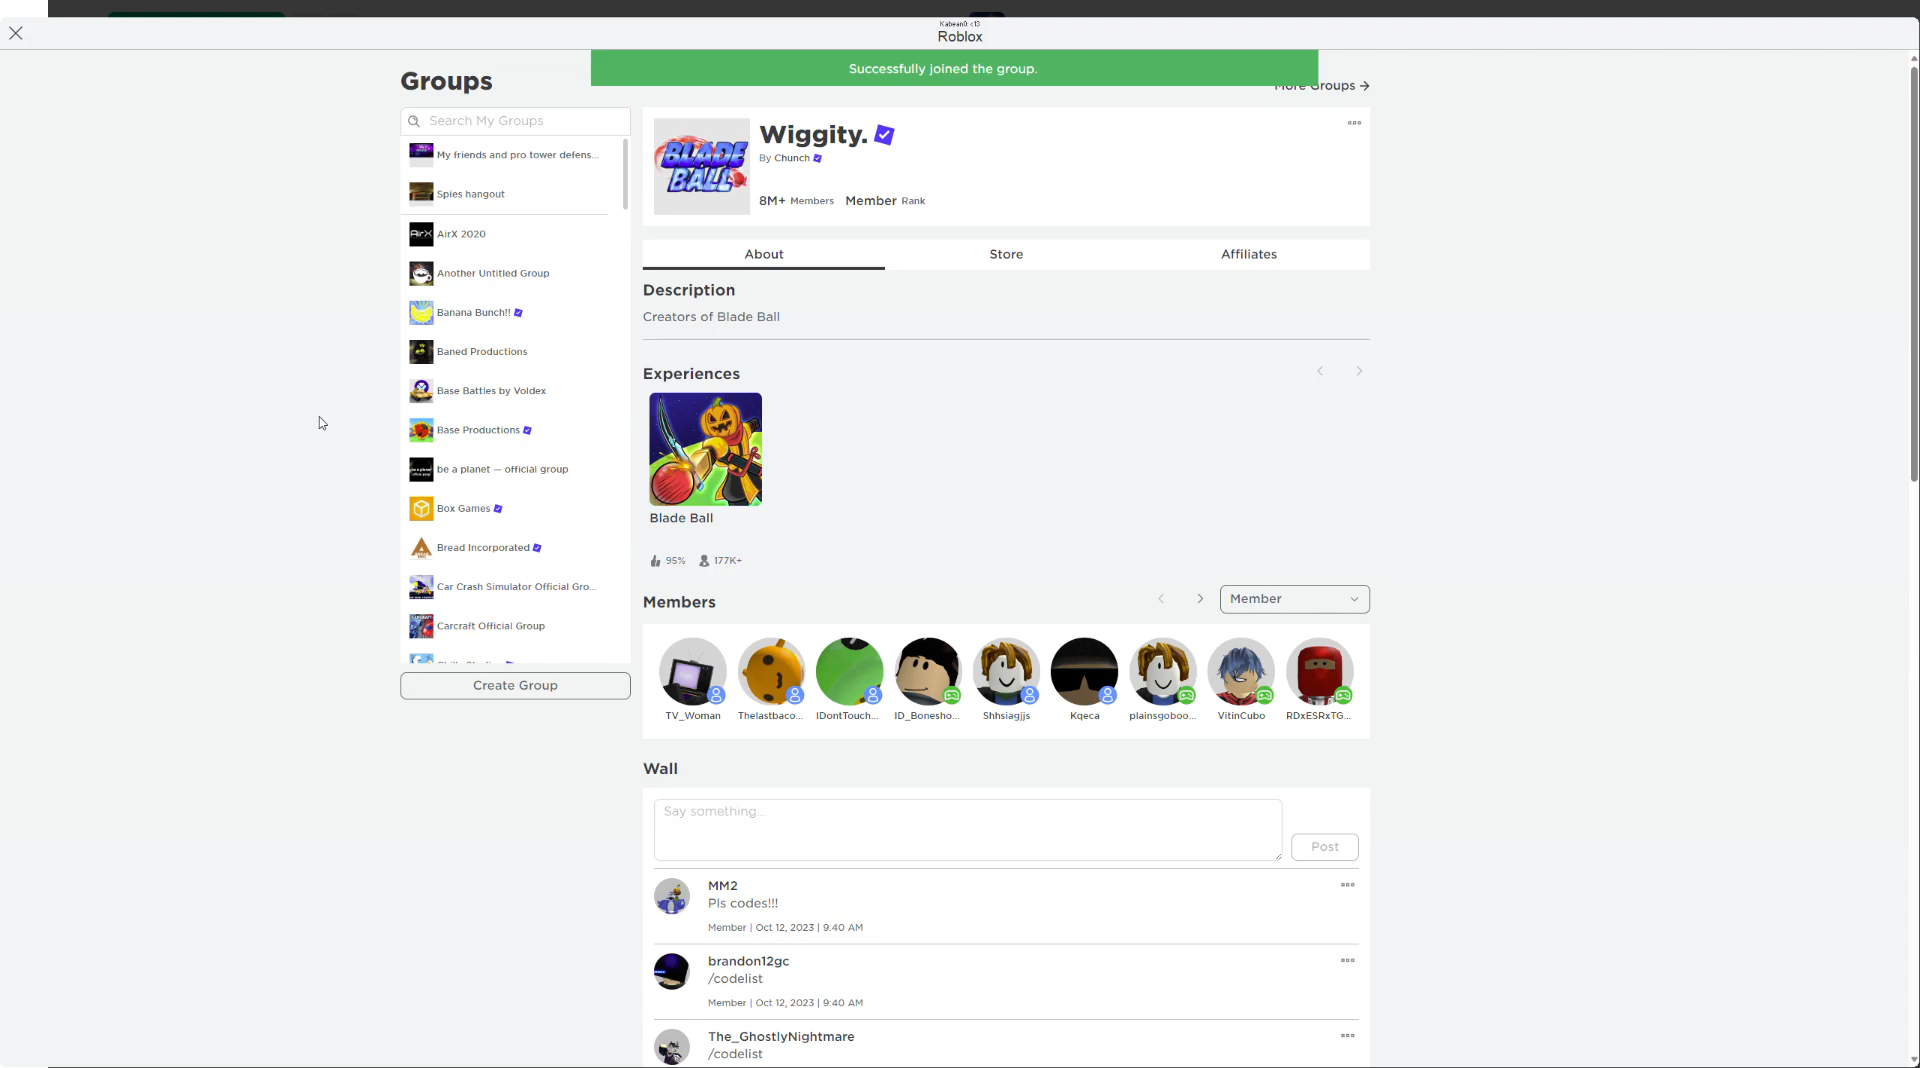 Kabean0: c13
Roblox
Successfully joined the group.
Groups
More Groups →
Search My Groups
My friends and pro tower defens...
Spies hangout
AirX 2020
Another Untitled Group
Banana Bunch!!
Baned Productions
Base Battles by Voldex
Base Productions
be a planet — official group
Box Games
Bread Incorporated
Car Crash Simulator Official Gro...
Carcraft Official Group
Create Group
BLADE BALL
Wiggity.
By Chunch
8M+ Members Member Rank
About Store Affiliates
Description
Creators of Blade Ball
Experiences
Blade Ball
95% 177K+
Members
Member
TV_Woman Thelastbaco... IDontTouch... ID_Bonesho... Shhsiagjjs Kqeca plainsgoboo... VitinCubo RDxESRxTG...
Wall
Say something...
Post
MM2
Pls codes!!!
Member | Oct 12, 2023 | 9:40 AM
brandon12gc
/codelist
Member | Oct 12, 2023 | 9:40 AM
The_GhostlyNightmare
/codelist